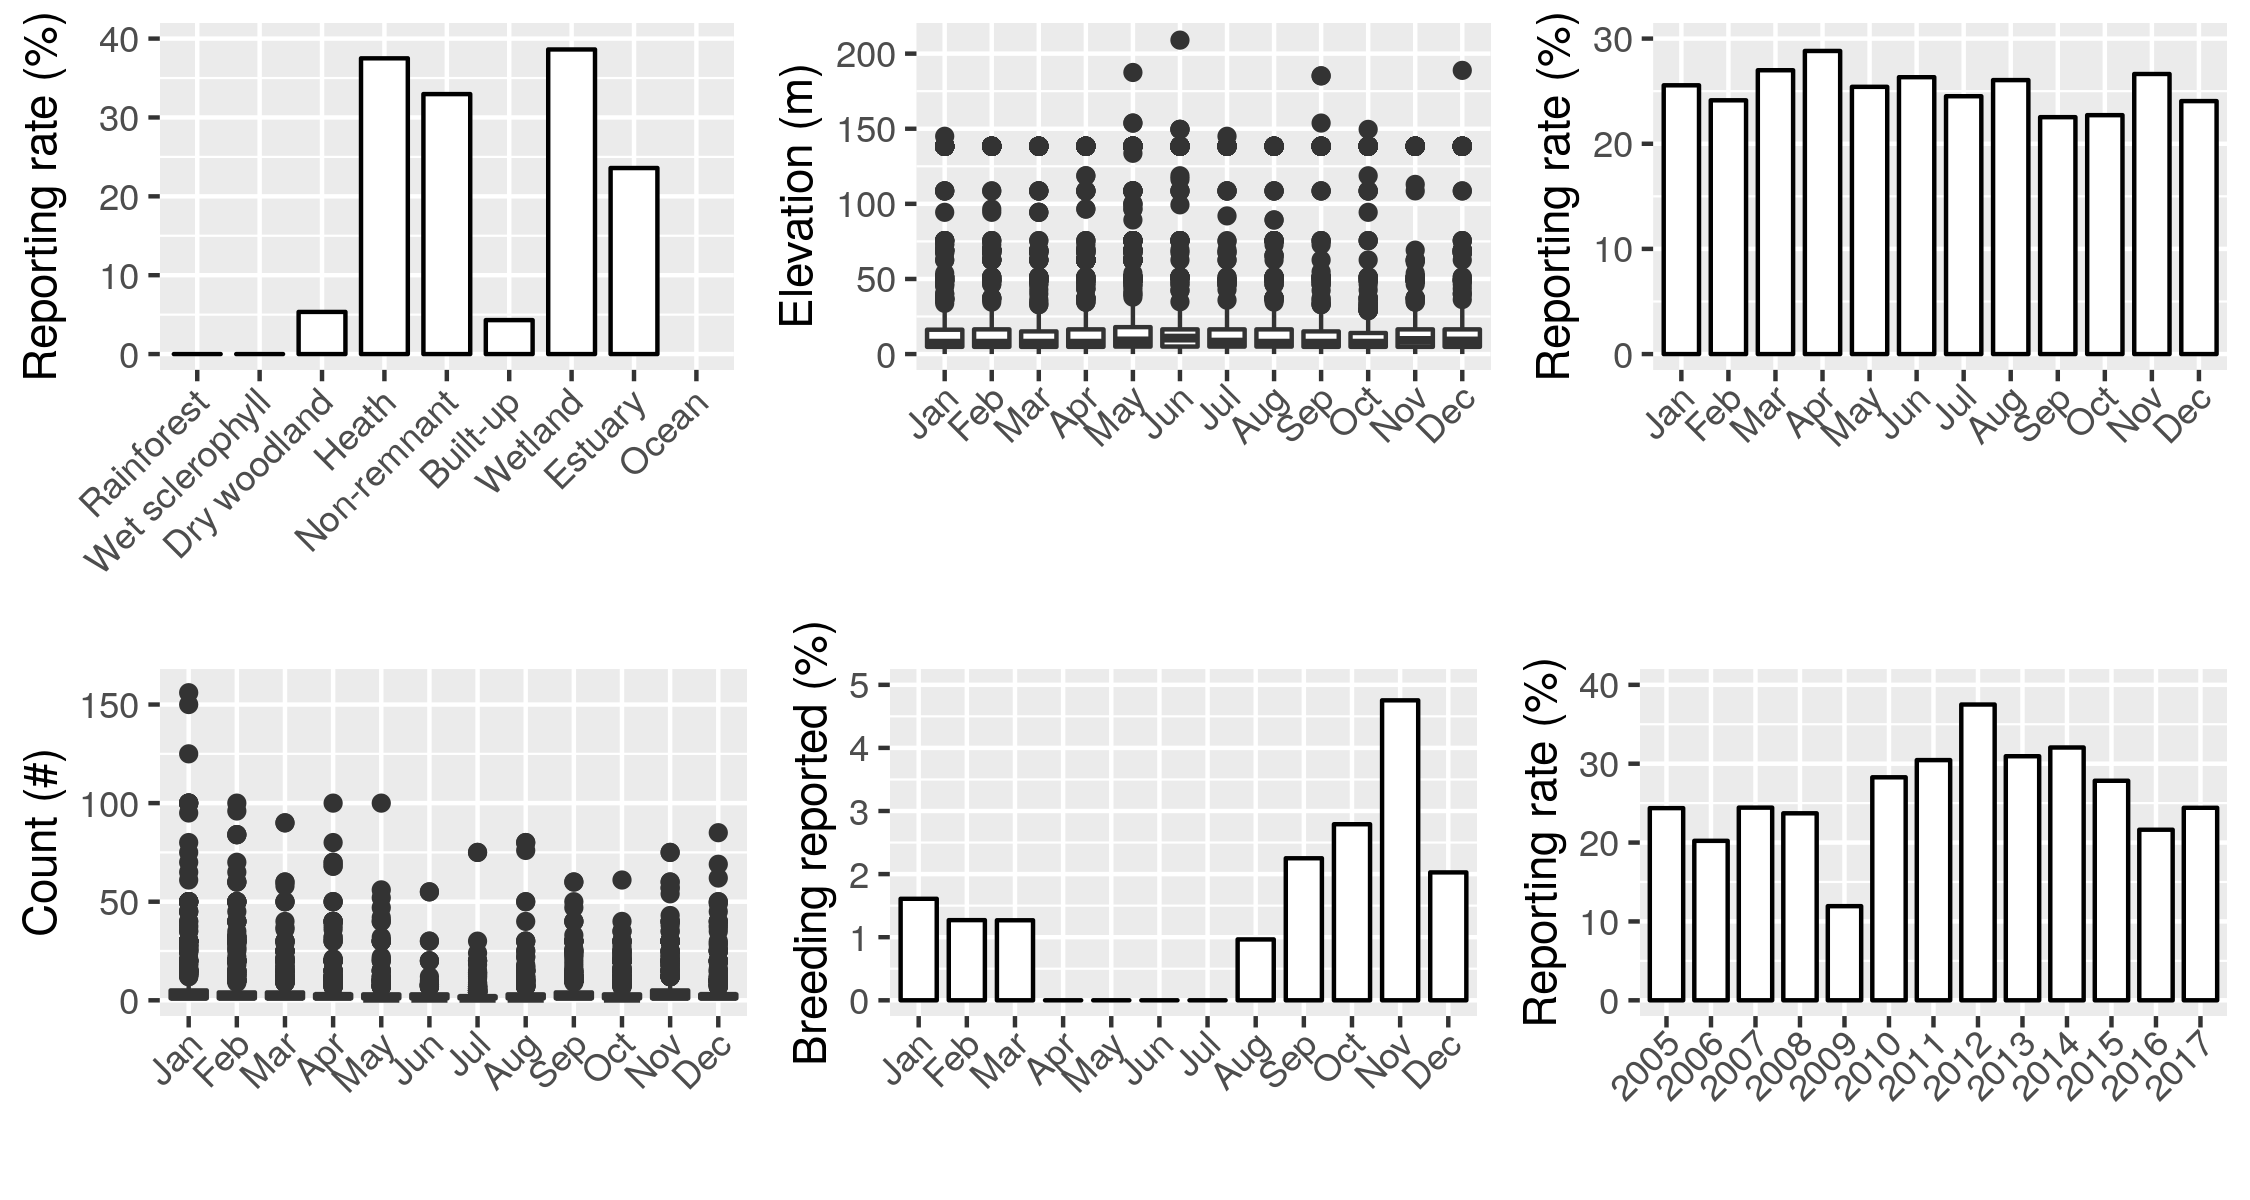 Reporting rate (%)
40
30
20
10
0
Rainforest
Wet sclerophyll
Dry woodland
Heath
Non-remnant
Built-up
Wetland
Estuary
Ocean
Elevation (m)
200
150
100
50
0
Jan Feb Mar Apr May Jun Jul Aug Sep Oct Nov Dec
Reporting rate (%)
30
20
10
0
Jan Feb Mar Apr May Jun Jul Aug Sep Oct Nov Dec
Count (#)
150
100
50
0
Jan Feb Mar Apr May Jun Jul Aug Sep Oct Nov Dec
Breeding reported (%)
5
4
3
2
1
0
Jan Feb Mar Apr May Jun Jul Aug Sep Oct Nov Dec
Reporting rate (%)
40
30
20
10
0
2005 2006 2007 2008 2009 2010 2011 2012 2013 2014 2015 2016 2017